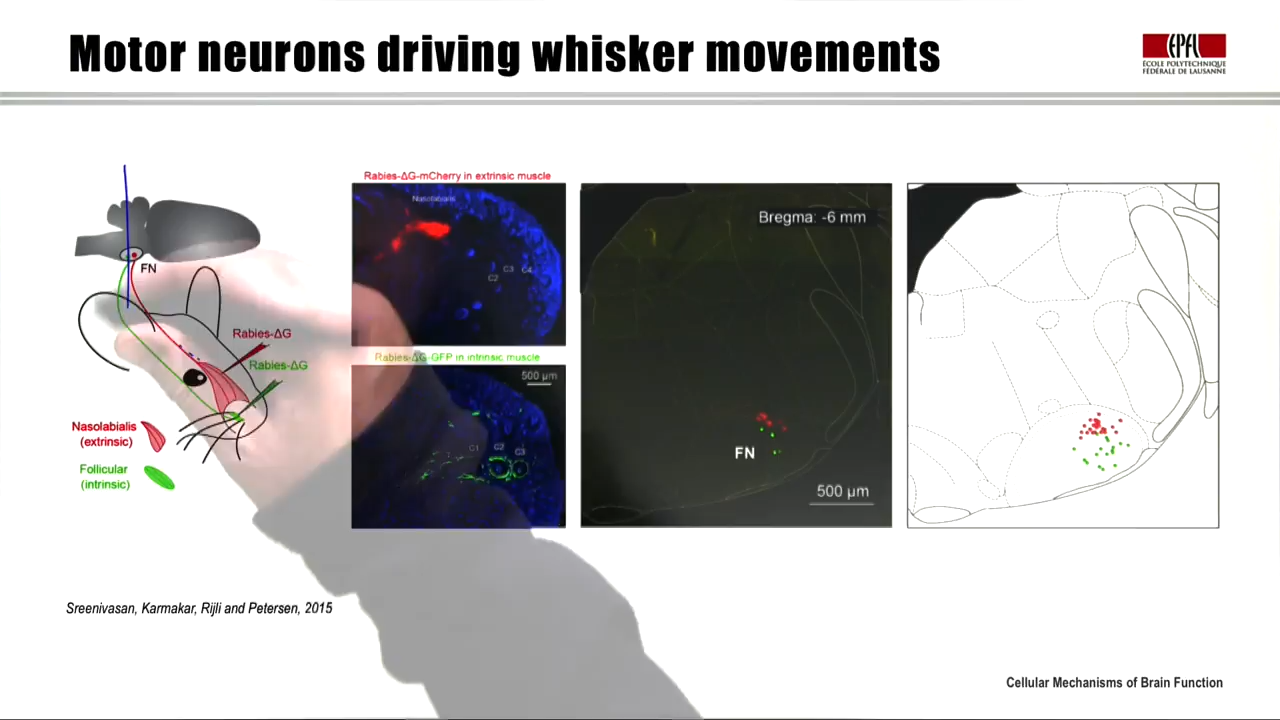 Motor neurons driving whisker movements
EPFL
ÉCOLE POLYTECHNIQUE
FÉDÉRALE DE LAUSANNE
FN
Rabies-ΔG
Rabies-ΔG
Nasolabialis
(extrinsic)
Follicular
(intrinsic)
Rabies-ΔG-mCherry in extrinsic muscle
Nasolabialis
C2 C3 C4
Rabies-ΔG-GFP in intrinsic muscle
500 µm
C1 C2 C3
Bregma: -6 mm
FN
500 µm
Sreenivasan, Karmakar, Rijli and Petersen, 2015
Cellular Mechanisms of Brain Function